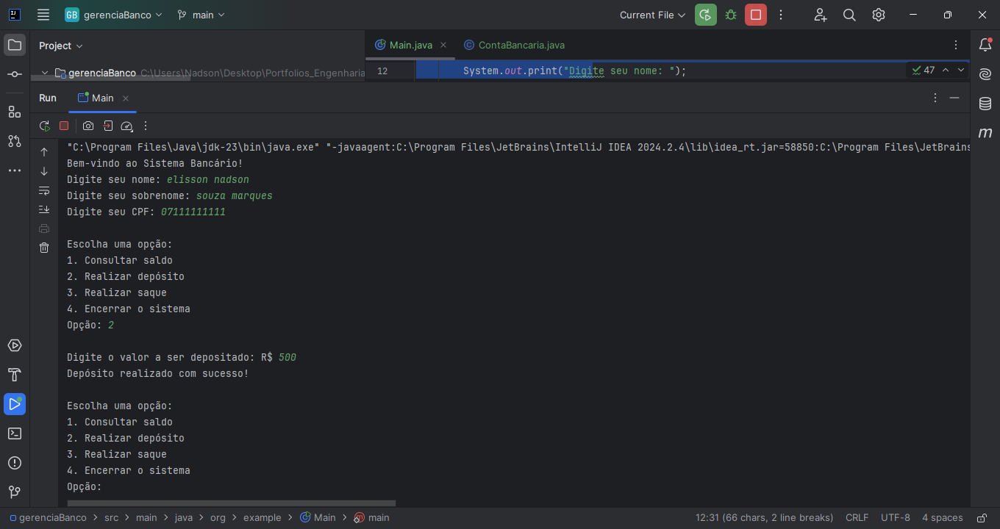 GB gerenciaBanco main Current File
Project
Main.java ContaBancaria.java
gerenciaBanco C:\Users\Nadson\Desktop\Portfolios_Engenharia
12 System.out.print("Digite seu nome: "); 47
Run Main
"C:\Program Files\Java\jdk-23\bin\java.exe" "-javaagent:C:\Program Files\JetBrains\IntelliJ IDEA 2024.2.4\lib\idea_rt.jar=58850:C:\Program Files\JetBrains
Bem-vindo ao Sistema Bancário!
Digite seu nome: elisson nadson
Digite seu sobrenome: souza marques
Digite seu CPF: 07111111111
Escolha uma opção:
1. Consultar saldo
2. Realizar depósito
3. Realizar saque
4. Encerrar o sistema
Opção: 2
Digite o valor a ser depositado: R$ 500
Depósito realizado com sucesso!
Escolha uma opção:
1. Consultar saldo
2. Realizar depósito
3. Realizar saque
4. Encerrar o sistema
Opção:
gerenciaBanco > src > main > java > org > example > Main > main 12:31 (66 chars, 2 line breaks) CRLF UTF-8 4 spaces